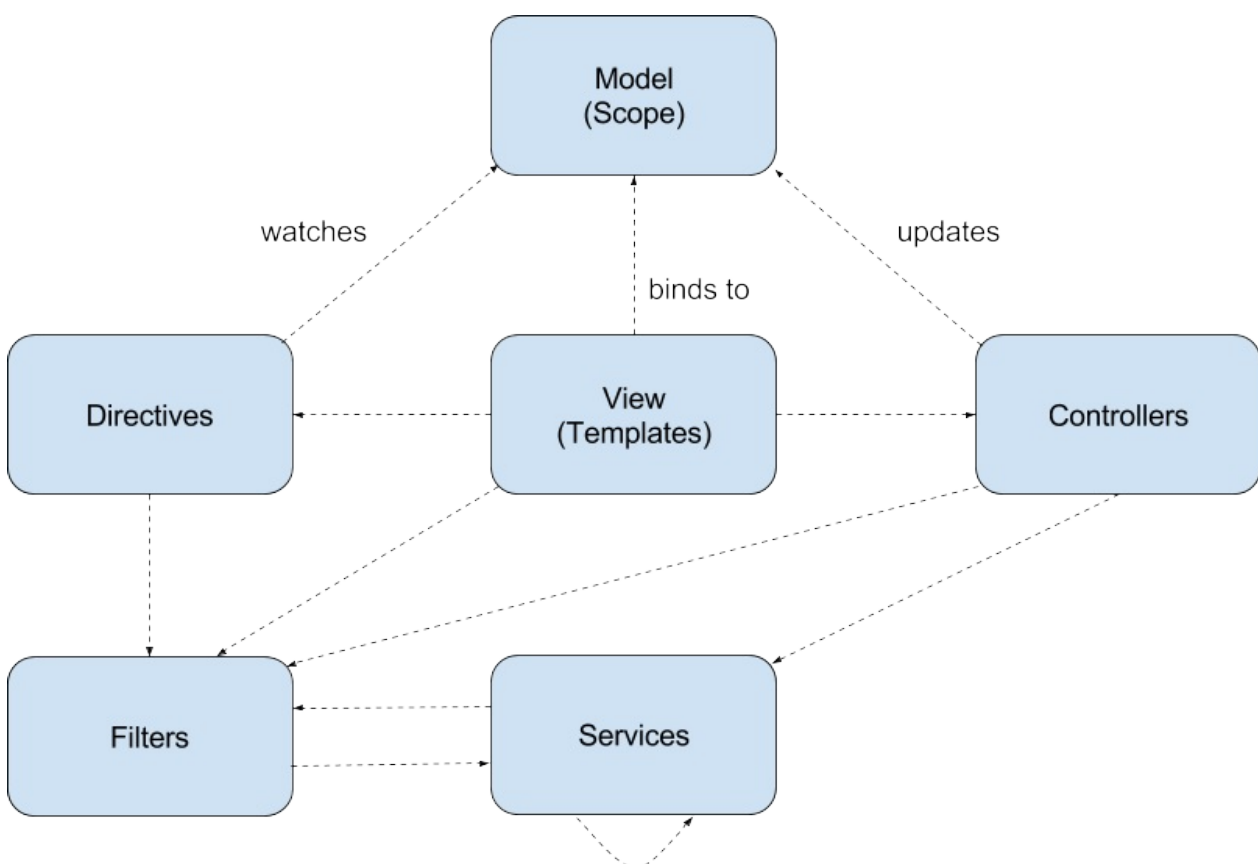 Model
(Scope)
watches
updates
binds to
Directives
View
(Templates)
Controllers
Filters
Services